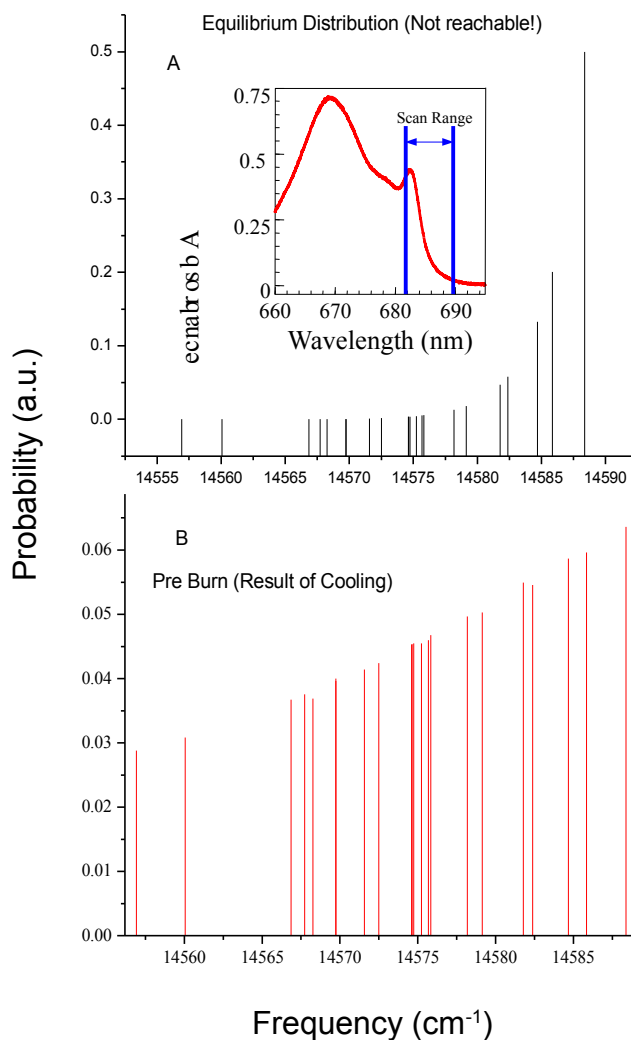 Equilibrium Distribution (Not reachable!)
A
0.5
0.4
0.3
0.2
0.1
0.0
0.75
0.5
0.25
0
Scan Range
ecnabrosb A
660 670 680 690
Wavelength (nm)
14555 14560 14565 14570 14575 14580 14585 14590
Probability (a.u.)
B
Pre Burn (Result of Cooling)
0.06
0.05
0.04
0.03
0.02
0.01
0.00
14560 14565 14570 14575 14580 14585
Frequency (cm⁻¹)